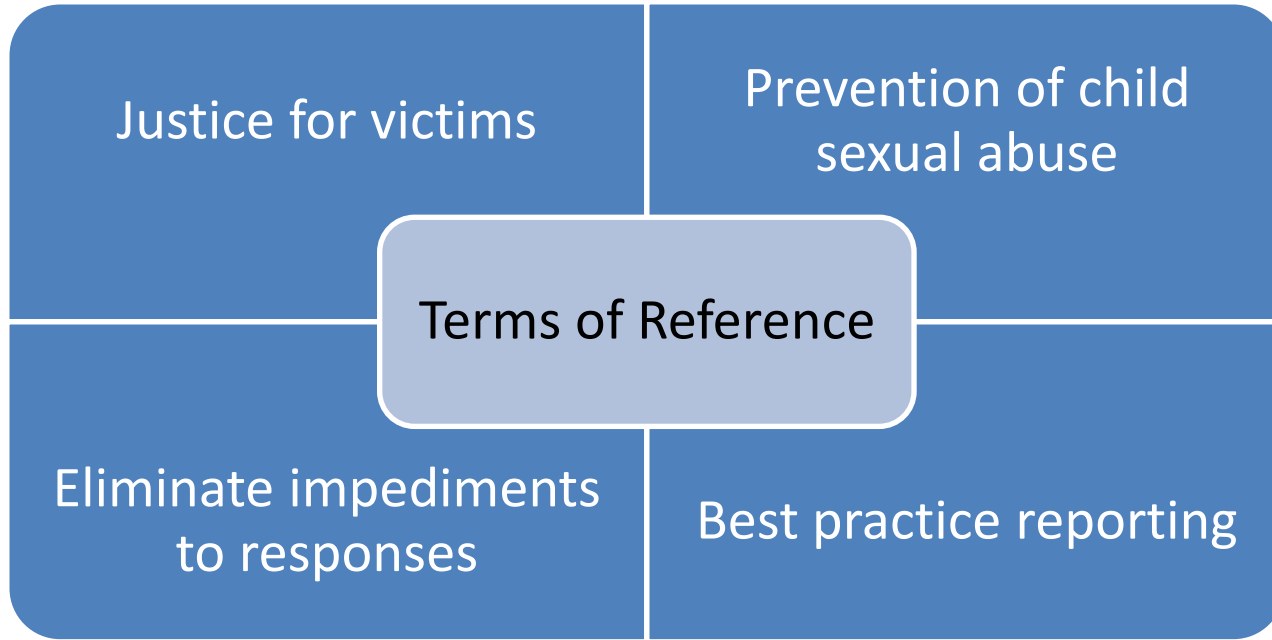 Justice for victims
Prevention of child
sexual abuse
Terms of Reference
Eliminate impediments
to responses
Best practice reporting